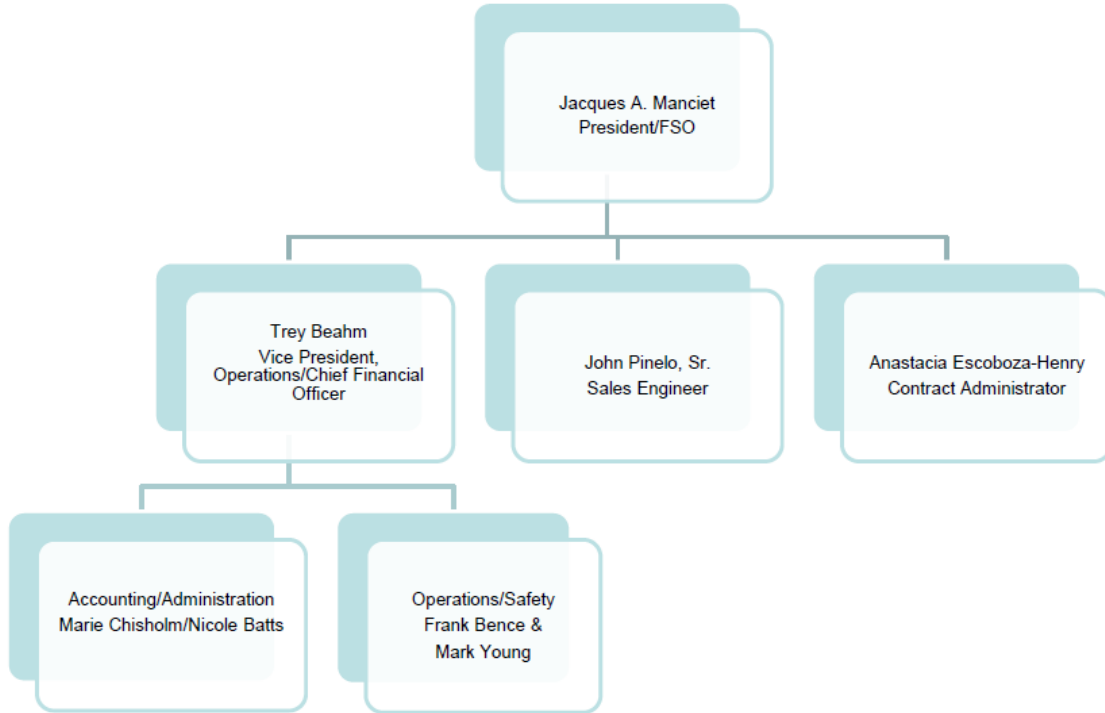 Jacques A. Manciet
President/FSO
Trey Beahm
Vice President,
Operations/Chief Financial
Officer
John Pinelo, Sr.
Sales Engineer
Anastacia Escoboza-Henry
Contract Administrator
Accounting/Administration
Marie Chisholm/Nicole Batts
Operations/Safety
Frank Bence &
Mark Young